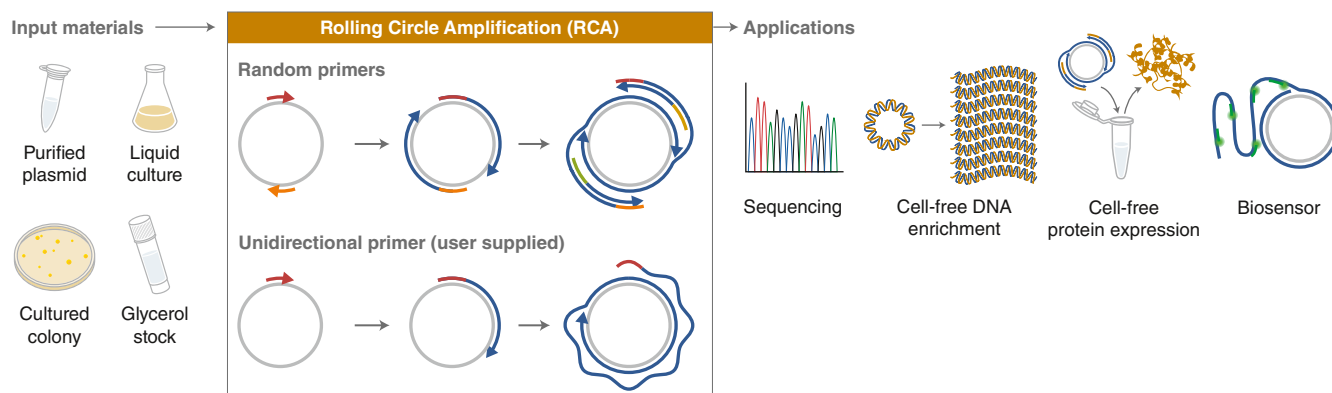 Input materials
Rolling Circle Amplification (RCA)
Applications
Random primers
Purified
plasmid
Liquid
culture
Cultured
colony
Glycerol
stock
Unidirectional primer (user supplied)
Sequencing
Cell-free DNA
enrichment
Cell-free
protein expression
Biosensor